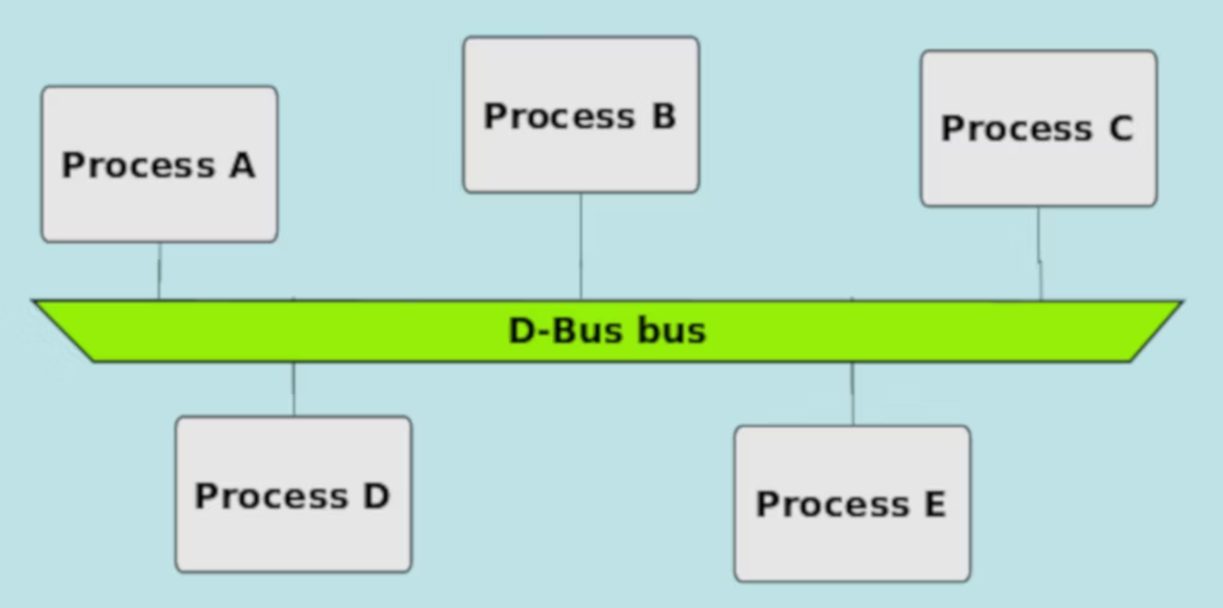 Process A
Process B
Process C
D-Bus bus
Process D
Process E